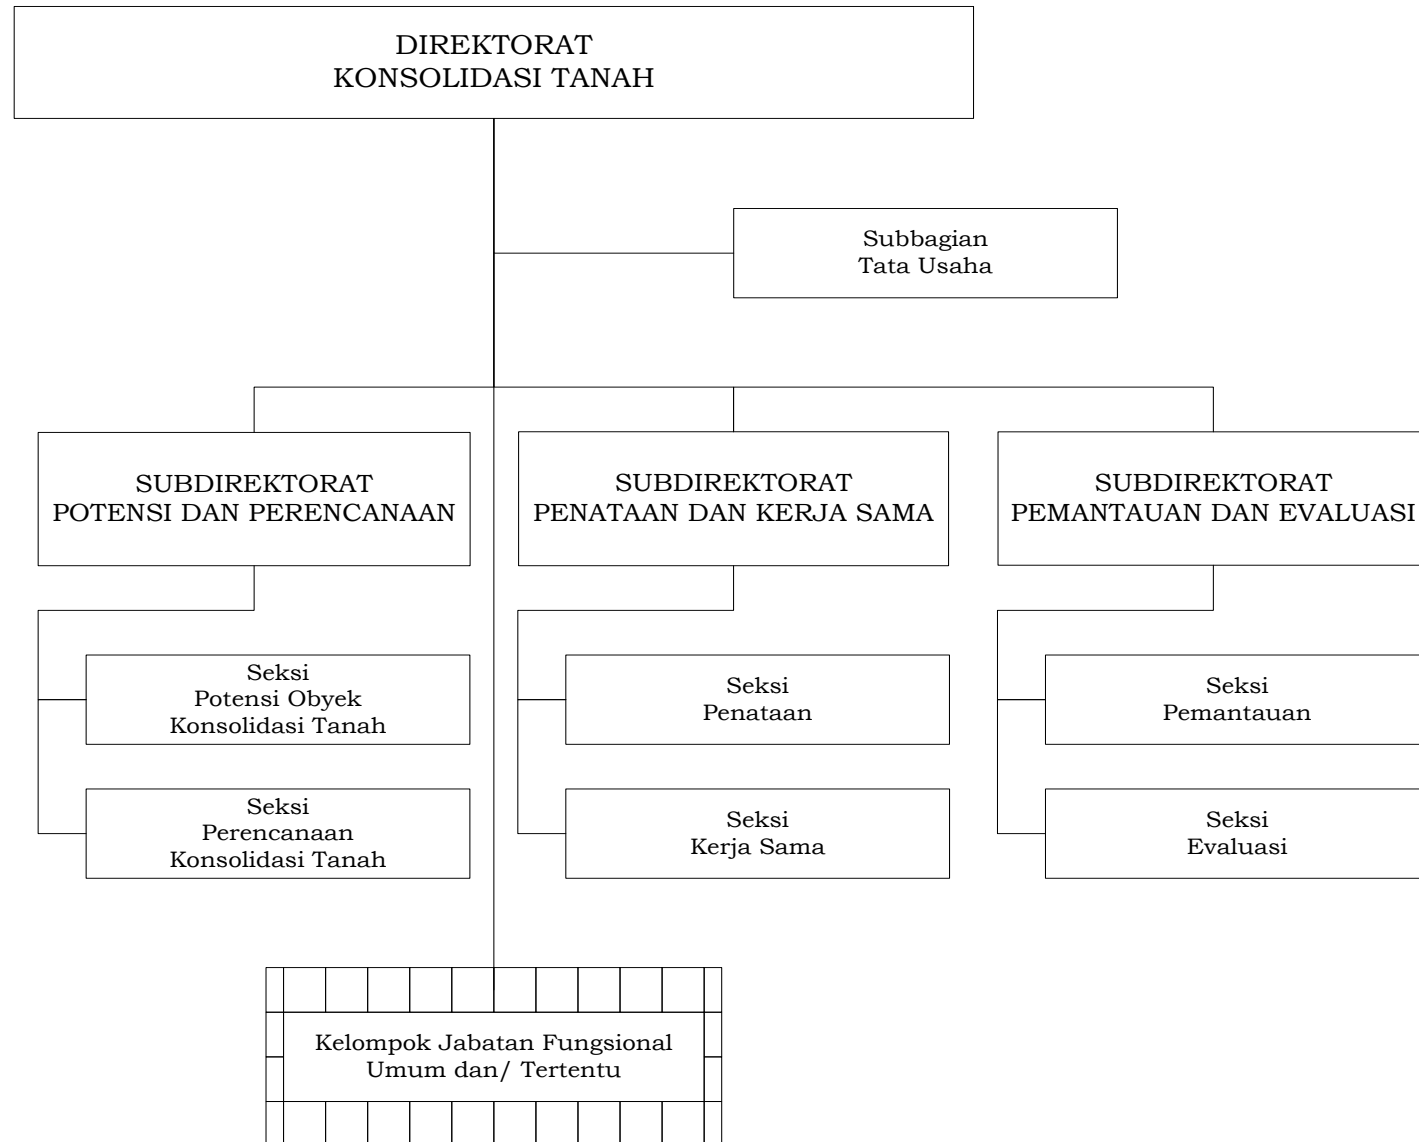 DIREKTORAT
KONSOLIDASI TANAH
Subbagian
Tata Usaha
SUBDIREKTORAT
POTENSI DAN PERENCANAAN
SUBDIREKTORAT
PENATAAN DAN KERJA SAMA
SUBDIREKTORAT
PEMANTAUAN DAN EVALUASI
Seksi
Potensi Obyek
Konsolidasi Tanah
Seksi
Penataan
Seksi
Pemantauan
Seksi
Perencanaan
Konsolidasi Tanah
Seksi
Kerja Sama
Seksi
Evaluasi
Kelompok Jabatan Fungsional
Umum dan/ Tertentu